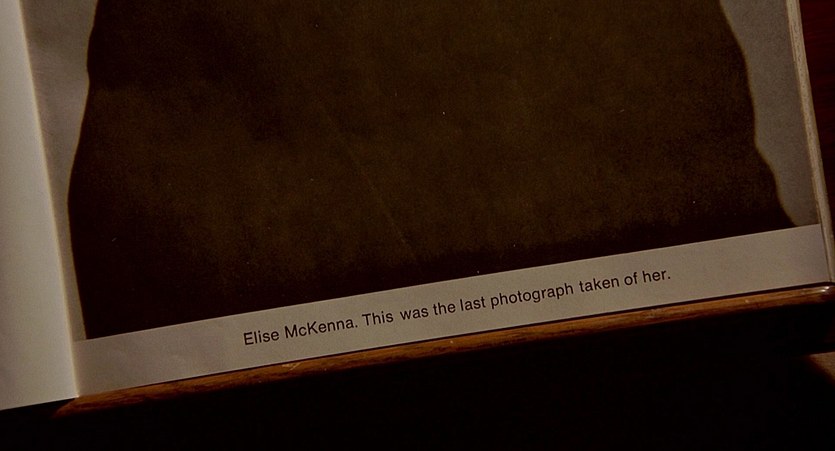 Elise McKenna. This was the last photograph taken of her.